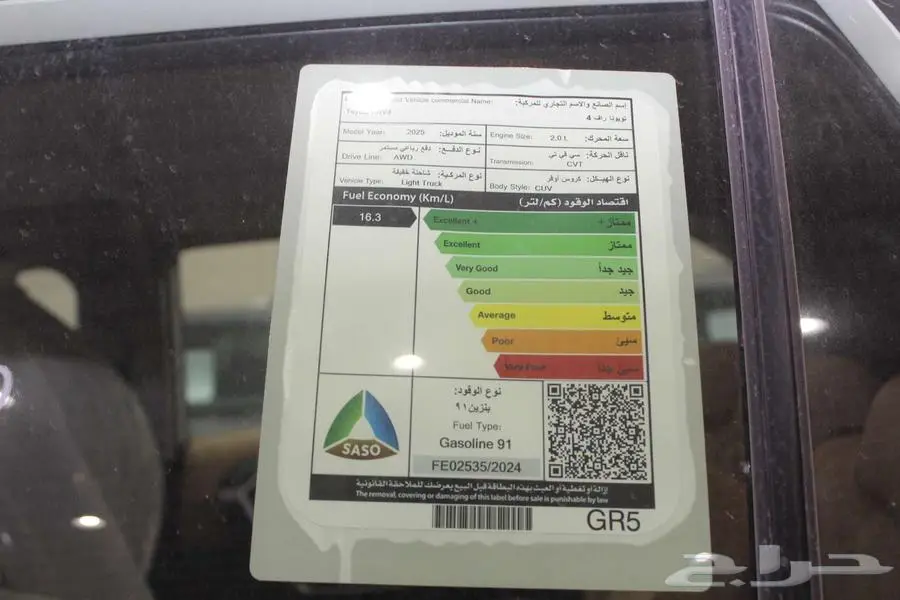 إسم الصانع والاسم التجاري للمركبة:
Vehicle commercial Name:
تويوتا راف 4
Model Year: 2025 سنة الموديل:
Engine Size: 2.0 L سعة المحرك:
نوع الدفع: دفع رباعي مستمر
Drive Line: AWD
ناقل الحركة: سي في تي
Transmission: CVT
نوع المركبة: شاحنة خفيفة
Vehicle Type: Light Truck
نوع الهيكل: كروس أوفر
Body Style: CUV
Fuel Economy (Km/L) اقتصاد الوقود (كم/لتر)
16.3
Excellent + ممتاز +
Excellent ممتاز
Very Good جيد جداً
Good جيد
Average متوسط
Poor سيئ
Very Poor سيئ جداً
SASO
نوع الوقود:
بنزين ٩١
Fuel Type:
Gasoline 91
FE02535/2024
إزالة أو تغطية أو العبث بهذه البطاقة قبل البيع يعرضك للملاحقة القانونية
The removal, covering or damaging of this label before sale is punishable by law
GR5
حراج